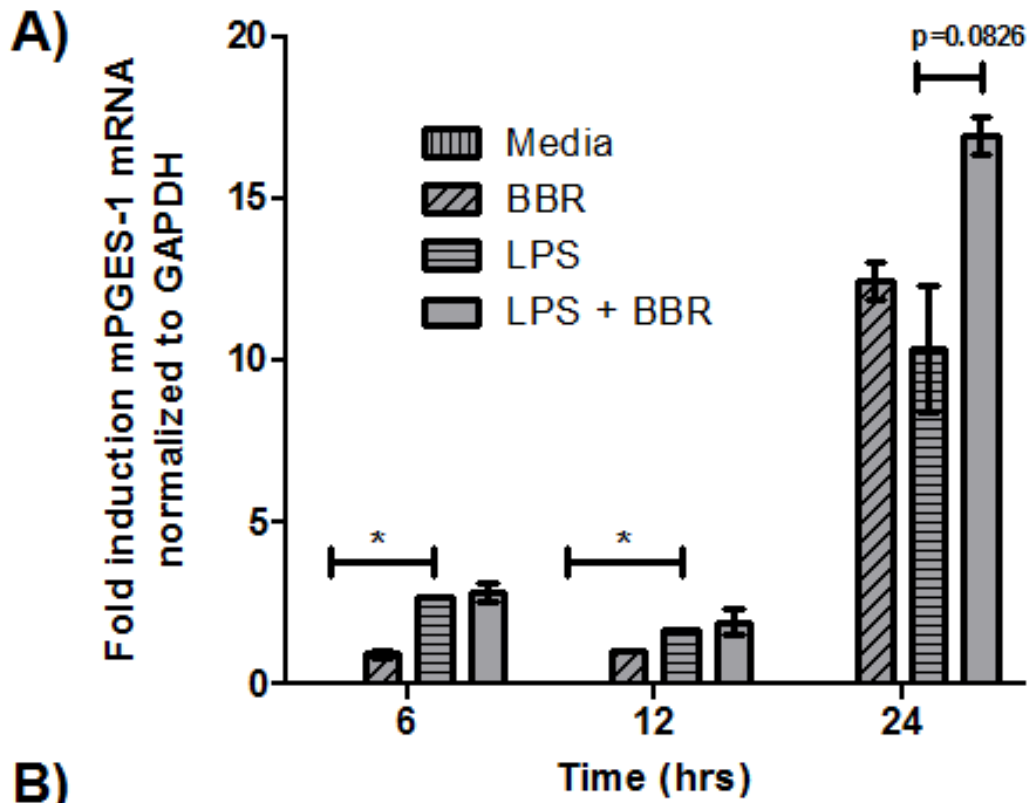 A)
Fold induction mPGES-1 mRNA
normalized to GAPDH
20
15
10
5
0
Media
BBR
LPS
LPS + BBR
p=0.0826
*
*
6
12
24
Time (hrs)
B)